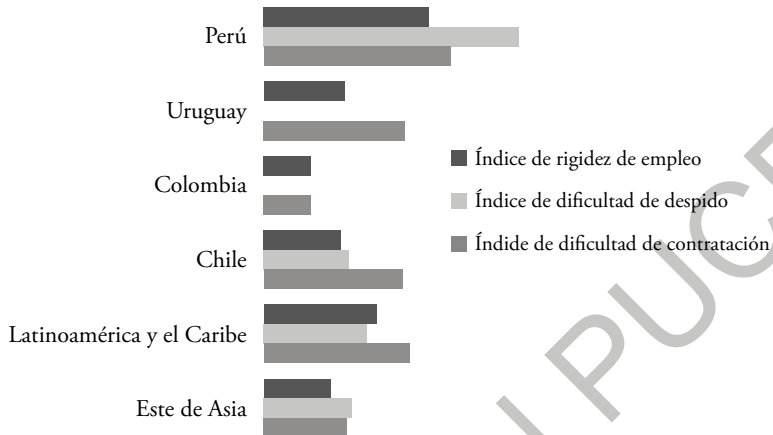 Perú
Uruguay
Colombia
Chile
Latinoamérica y el Caribe
Este de Asia
Índice de rigidez de empleo
Índice de dificultad de despido
Índide de dificultad de contratación
PUCP